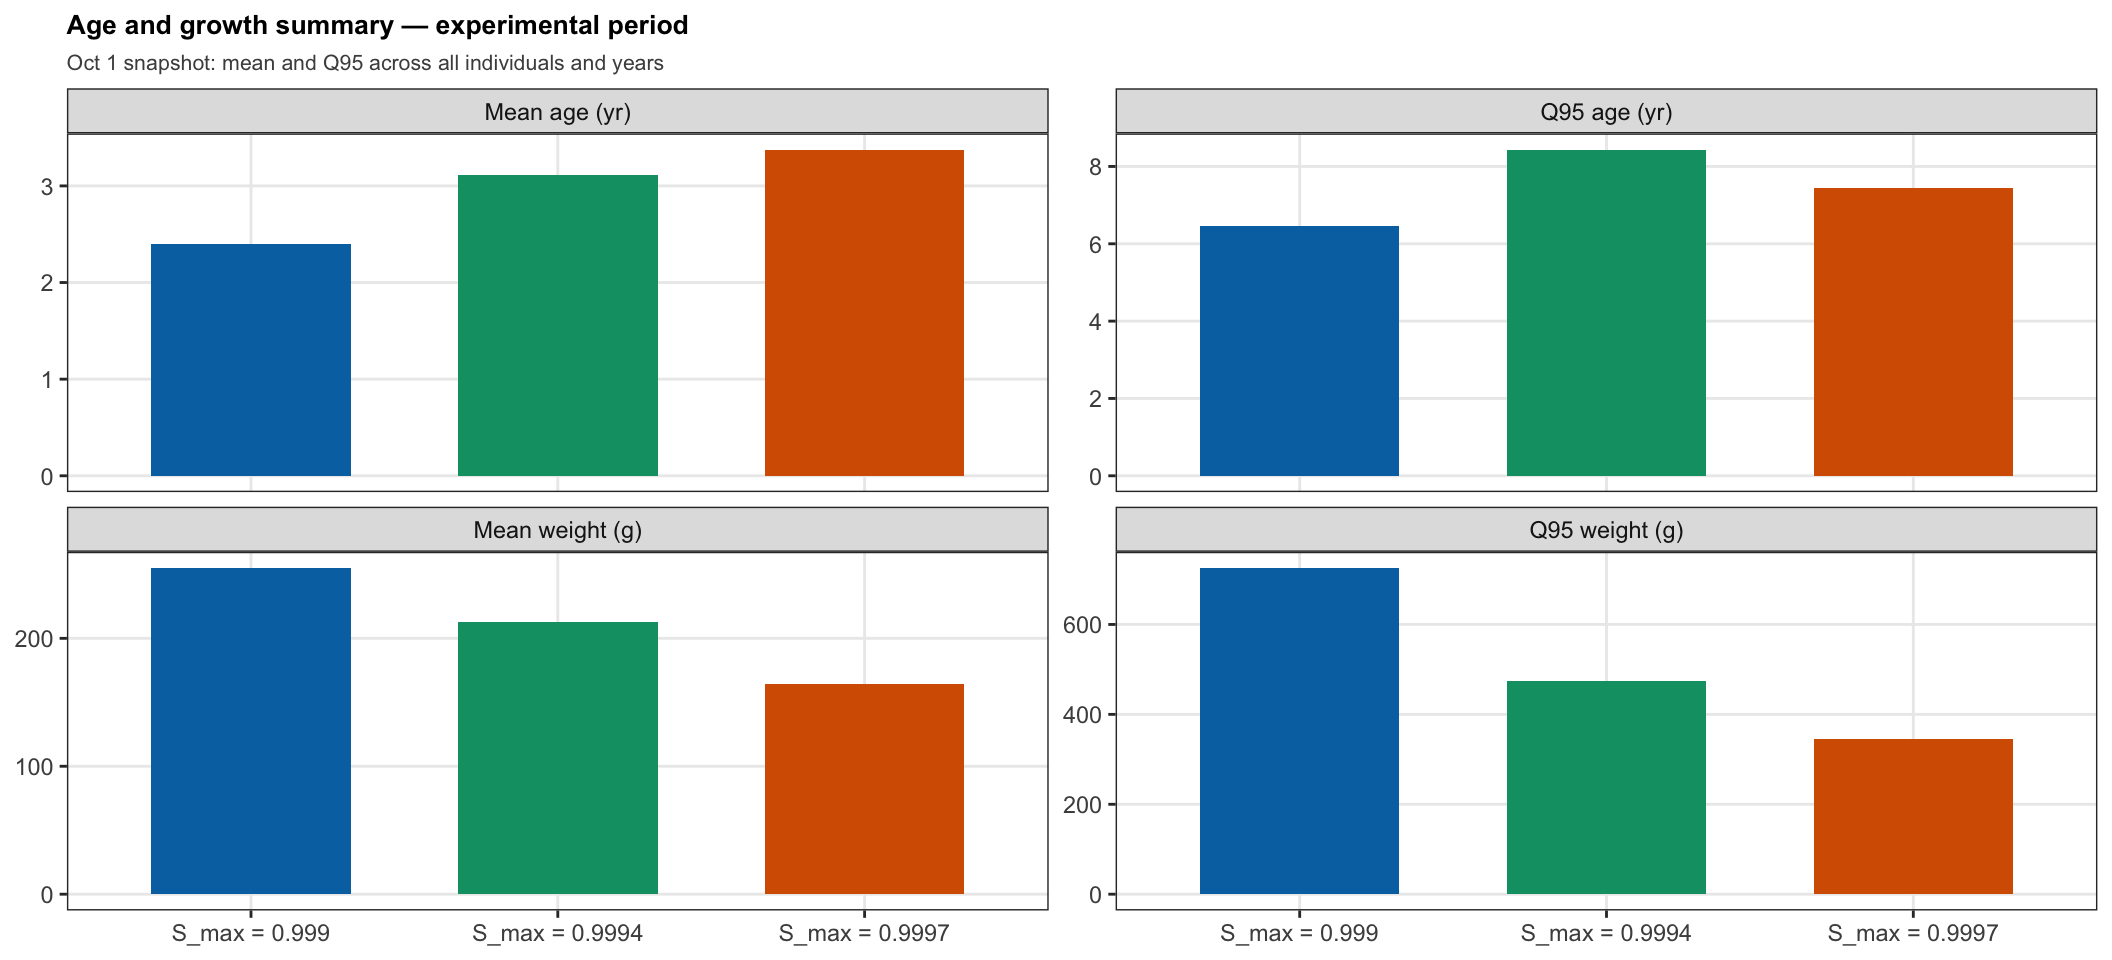 Age and growth summary — experimental period
Oct 1 snapshot: mean and Q95 across all individuals and years
Mean age (yr)
3
2
1
0
Q95 age (yr)
8
6
4
2
0
Mean weight (g)
200
100
0
S_max = 0.999 S_max = 0.9994 S_max = 0.9997
Q95 weight (g)
600
400
200
0
S_max = 0.999 S_max = 0.9994 S_max = 0.9997